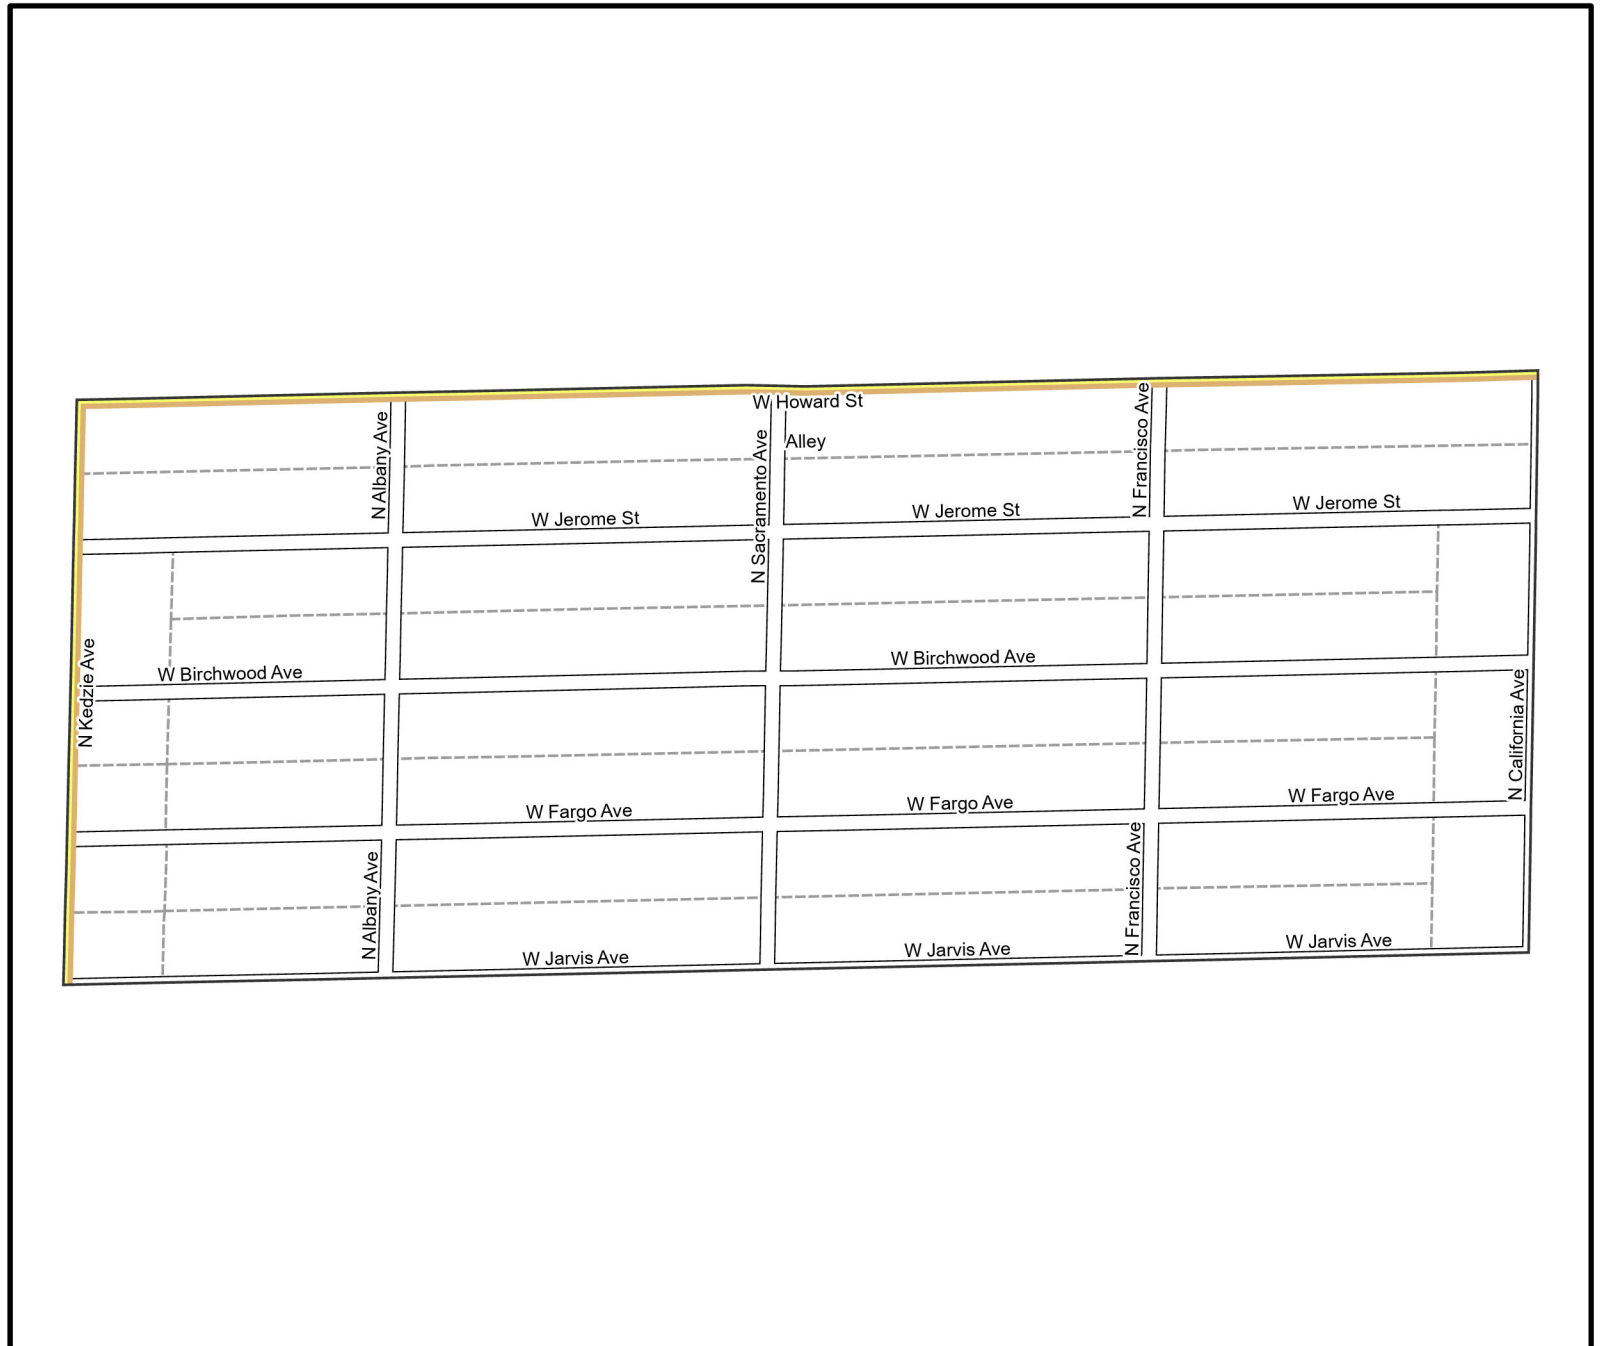 W Howard St
N Albany Ave
N Sacramento Ave
Alley
N Francisco Ave
W Jerome St
W Jerome St
W Jerome St
N Kedzie Ave
W Birchwood Ave
W Birchwood Ave
N California Ave
W Fargo Ave
W Fargo Ave
W Fargo Ave
N Albany Ave
N Francisco Ave
W Jarvis Ave
W Jarvis Ave
W Jarvis Ave